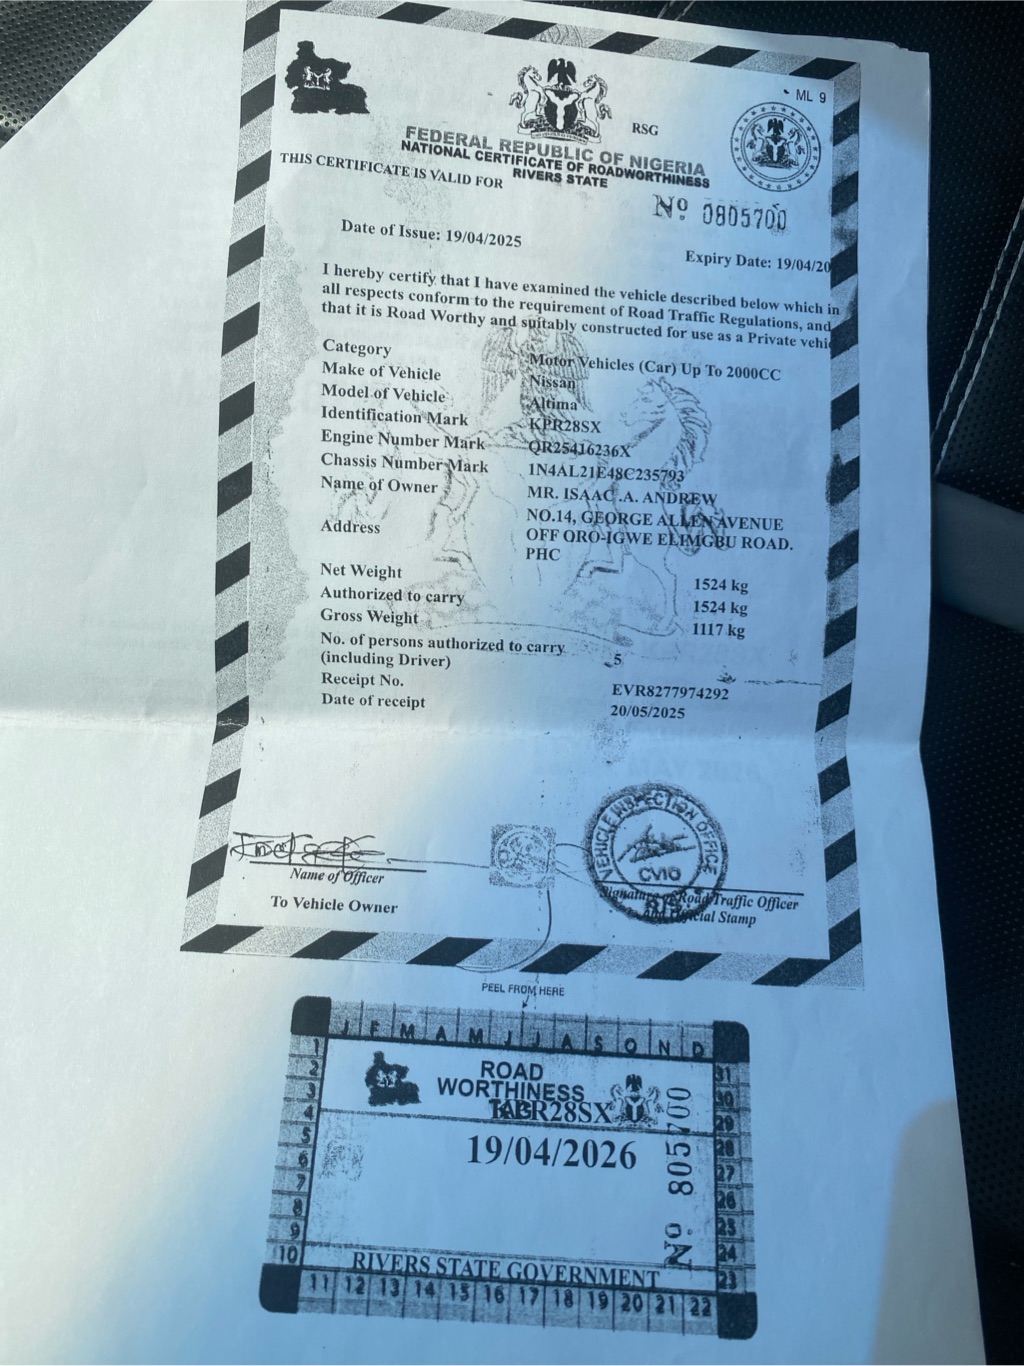 ML 9
RSG
FEDERAL REPUBLIC OF NIGERIA
NATIONAL CERTIFICATE OF ROADWORTHINESS
THIS CERTIFICATE IS VALID FOR RIVERS STATE
Nº 0805700
Date of Issue: 19/04/2025
Expiry Date: 19/04/20
I hereby certify that I have examined the vehicle described below which in
all respects conform to the requirement of Road Traffic Regulations, and
that it is Road Worthy and suitably constructed for use as a Private vehi
Category Motor Vehicles (Car) Up To 2000CC
Make of Vehicle Nissan
Model of Vehicle Altima
Identification Mark KPR28SX
Engine Number Mark QR25416236X
Chassis Number Mark 1N4AL21E48C235793
Name of Owner MR. ISAAC .A. ANDREW
Address NO.14, GEORGE ALLEN AVENUE
OFF ORO-IGWE ELIMGBU ROAD.
PHC
Net Weight 1524 kg
Authorized to carry 1524 kg
Gross Weight 1117 kg
No. of persons authorized to carry
(including Driver) 5
Receipt No. EVR8277974292
Date of receipt 20/05/2025
VEHICLE INSPECTION OFFICE
CVIO
Name of Officer
Signature of Road Traffic Officer
and Official Stamp
To Vehicle Owner
PEEL FROM HERE
J F M A M J J A S O N D
1 2 3 4 5 6 7 8 9 10
ROAD
WORTHINESS
KPR28SX
19/04/2026
Nº 805700
RIVERS STATE GOVERNMENT
31 30 29 28 27 26 25 24 23
11 12 13 14 15 16 17 18 19 20 21 22